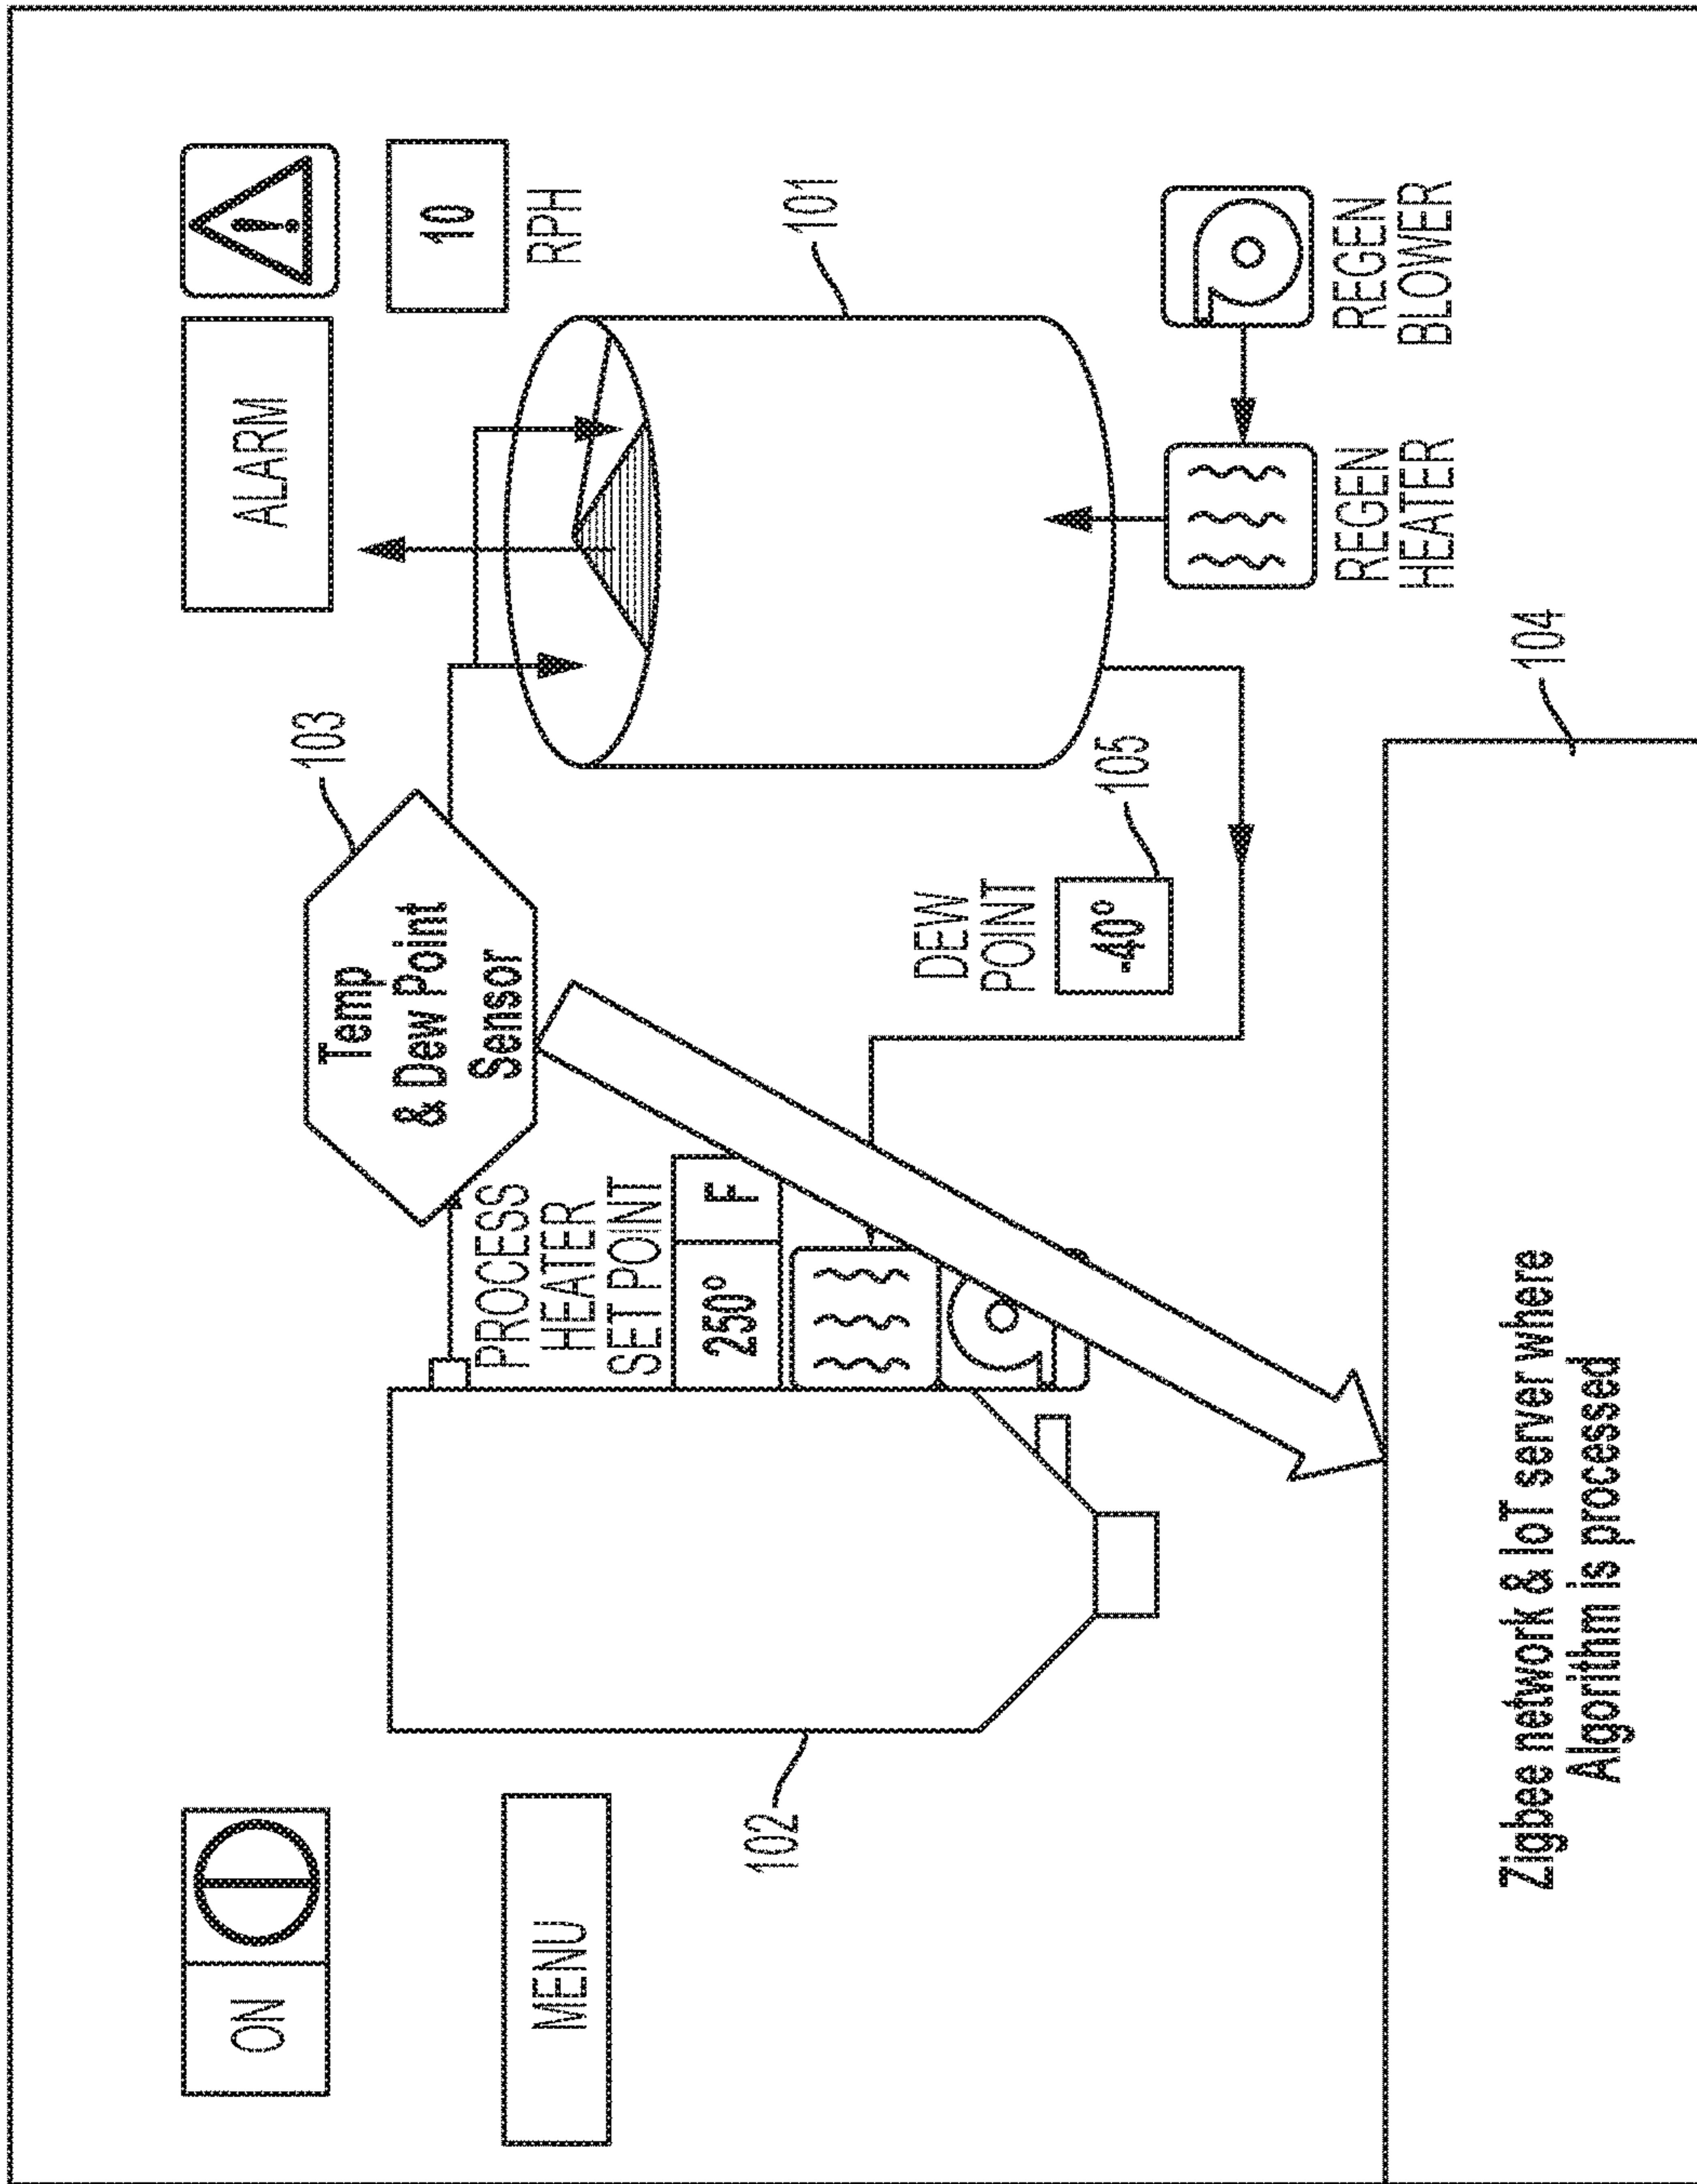 ON
ALARM
MENU
10
RPH
103
Temp
& Dew Point
Sensor
PROCESS
HEATER
SET POINT
250° F
102
101
DEW
POINT
-40°
105
REGEN
HEATER
REGEN
BLOWER
104
Zigbee network & IoT server where
Algorithm is processed